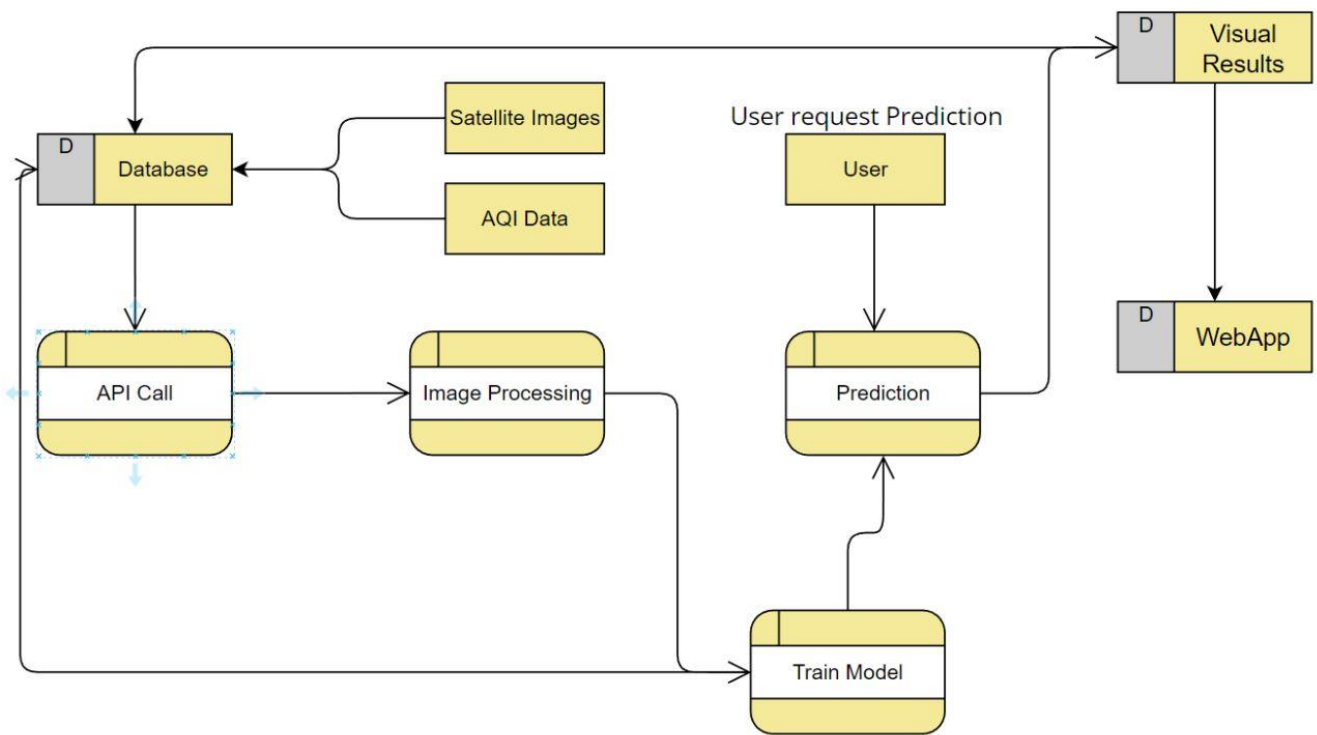 D
Visual
Results
Satellite Images
User request Prediction
D
Database
User
AQI Data
D
WebApp
API Call
Image Processing
Prediction
Train Model